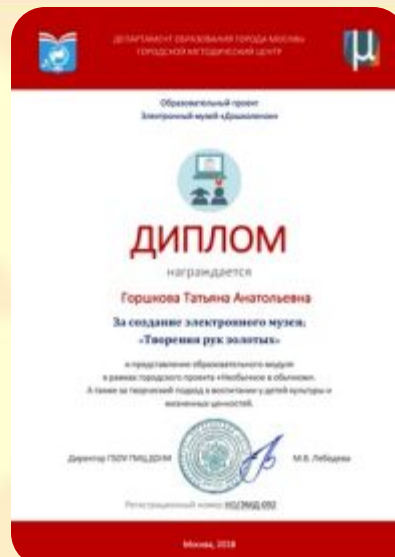 ДЕПАРТАМЕНТ ОБРАЗОВАНИЯ ГОРОДА МОСКВЫ
ГОРОДСКОЙ МЕТОДИЧЕСКИЙ ЦЕНТР
Образовательный проект
Электронный музей «Дошколенок»
ДИПЛОМ
награждается
Горшкова Татьяна Анатольевна
За создание электронного музея:
«Творения рук золотых»
и представление образовательного модуля
в рамках городского проекта «Необычное в обычном».
А также за творческий подход к воспитанию у детей культуры и
жизненных ценностей.
Директор ГБОУ ГМЦ ДОгМ М.В. Лебедева
Регистрационный номер
Москва, 2018